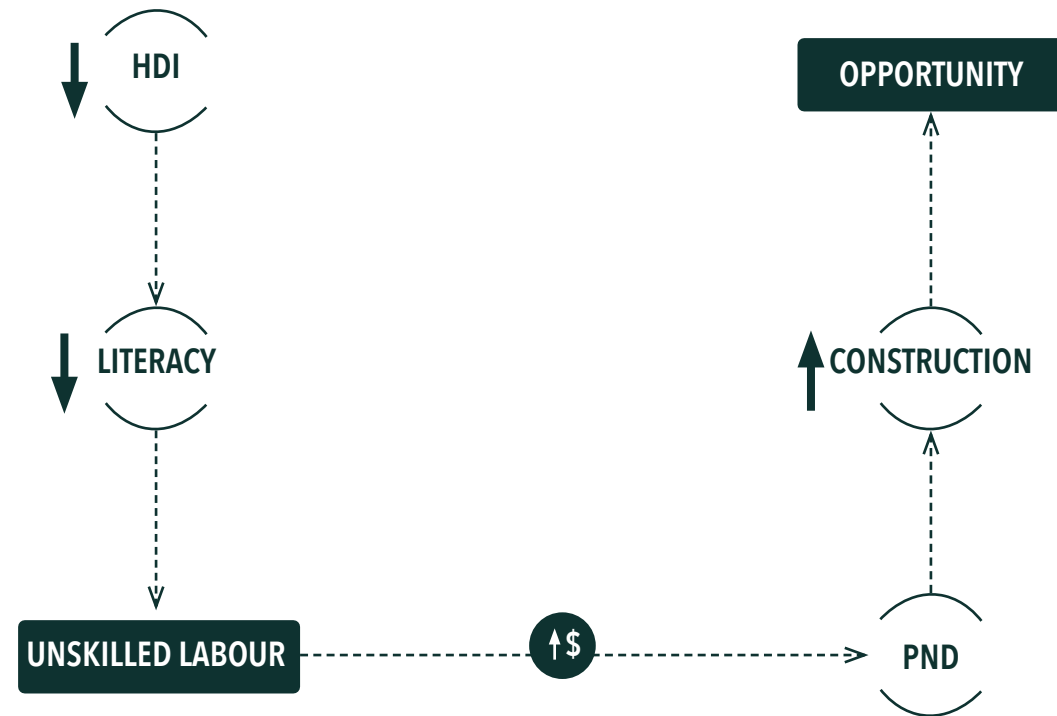 HDI
OPPORTUNITY
LITERACY
CONSTRUCTION
UNSKILLED LABOUR
$
PND